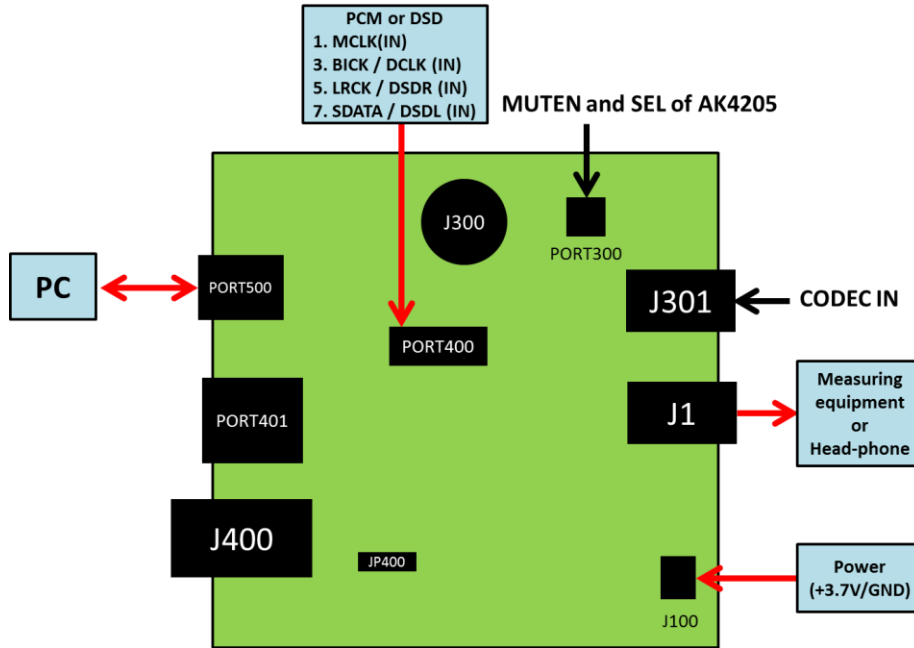 PCM or DSD
1. MCLK(IN)
3. BICK / DCLK (IN)
5. LRCK / DSDR (IN)
7. SDATA / DSDL (IN)
MUTEN and SEL of AK4205
J300
PORT300
PC
PORT500
J301
CODEC IN
PORT400
PORT401
J1
Measuring
equipment
or
Head-phone
J400
JP400
J100
Power
(+3.7V/GND)